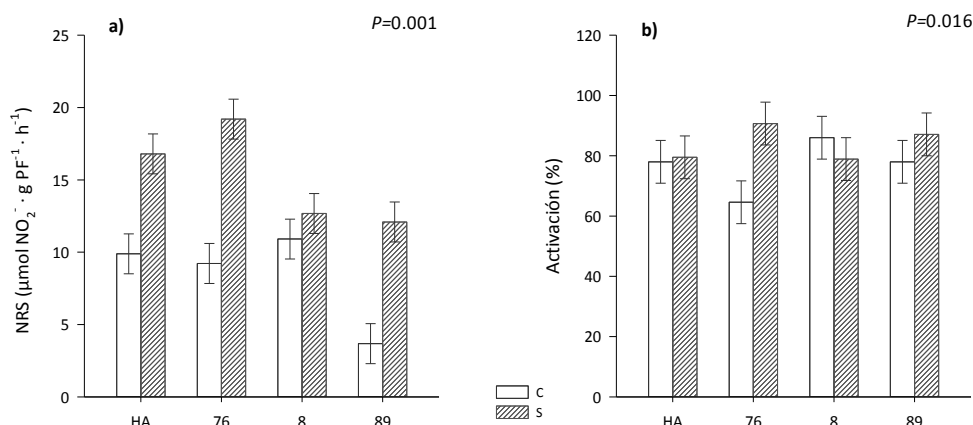 a)
P=0.001
NRS (µmol NO₂⁻ · g PF⁻¹ · h⁻¹)
25
20
15
10
5
0
HA 76 8 89
C
S
b)
P=0.016
Activación (%)
120
100
80
60
40
20
0
HA 76 8 89